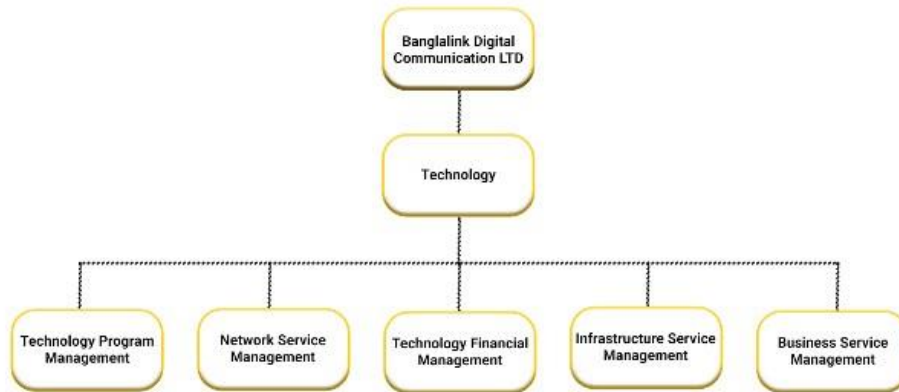 Banglalink Digital
Communication LTD
Technology
Technology Program
Management
Network Service
Management
Technology Financial
Management
Infrastructure Service
Management
Business Service
Management